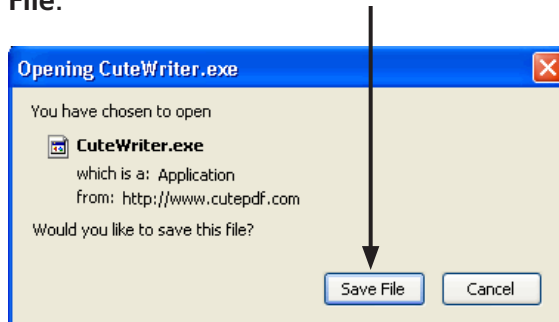 File.
Opening CuteWriter.exe
You have chosen to open
CuteWriter.exe
which is a: Application
from: http://www.cutepdf.com
Would you like to save this file?
Save File
Cancel